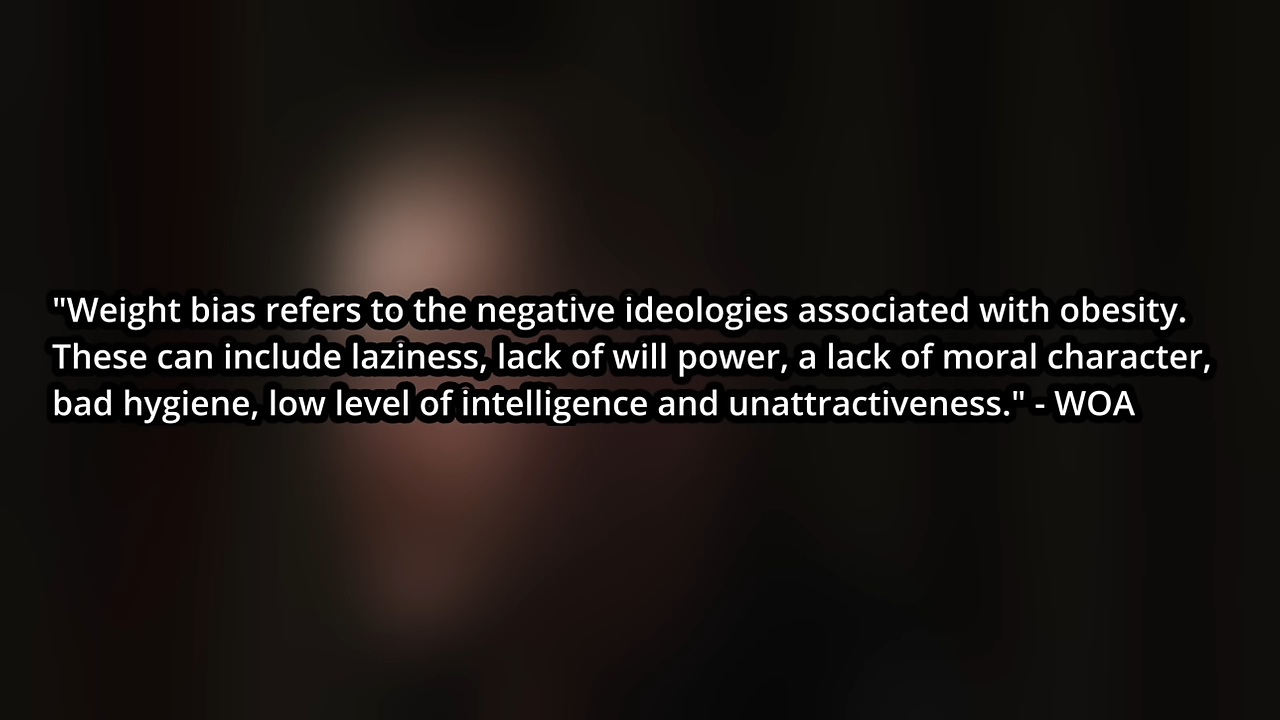 "Weight bias refers to the negative ideologies associated with obesity.
These can include laziness, lack of will power, a lack of moral character,
bad hygiene, low level of intelligence and unattractiveness." - WOA